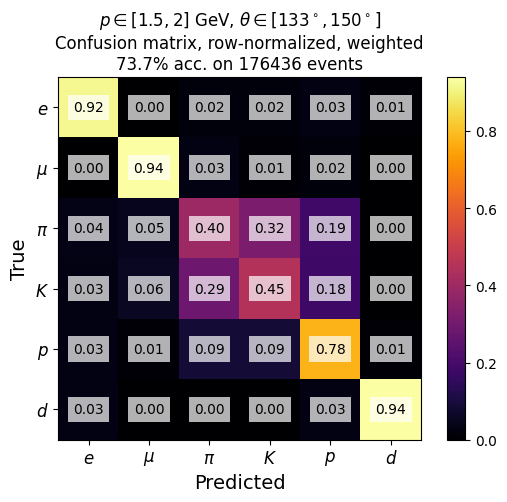 p ∈ [1.5, 2] GeV, θ ∈ [133°, 150°]
Confusion matrix, row-normalized, weighted
73.7% acc. on 176436 events
e 0.92 0.00 0.02 0.02 0.03 0.01
μ 0.00 0.94 0.03 0.01 0.02 0.00
π 0.04 0.05 0.40 0.32 0.19 0.00
K 0.03 0.06 0.29 0.45 0.18 0.00
p 0.03 0.01 0.09 0.09 0.78 0.01
d 0.03 0.00 0.00 0.00 0.03 0.94
e μ π K p d
Predicted
True
0.8
0.6
0.4
0.2
0.0